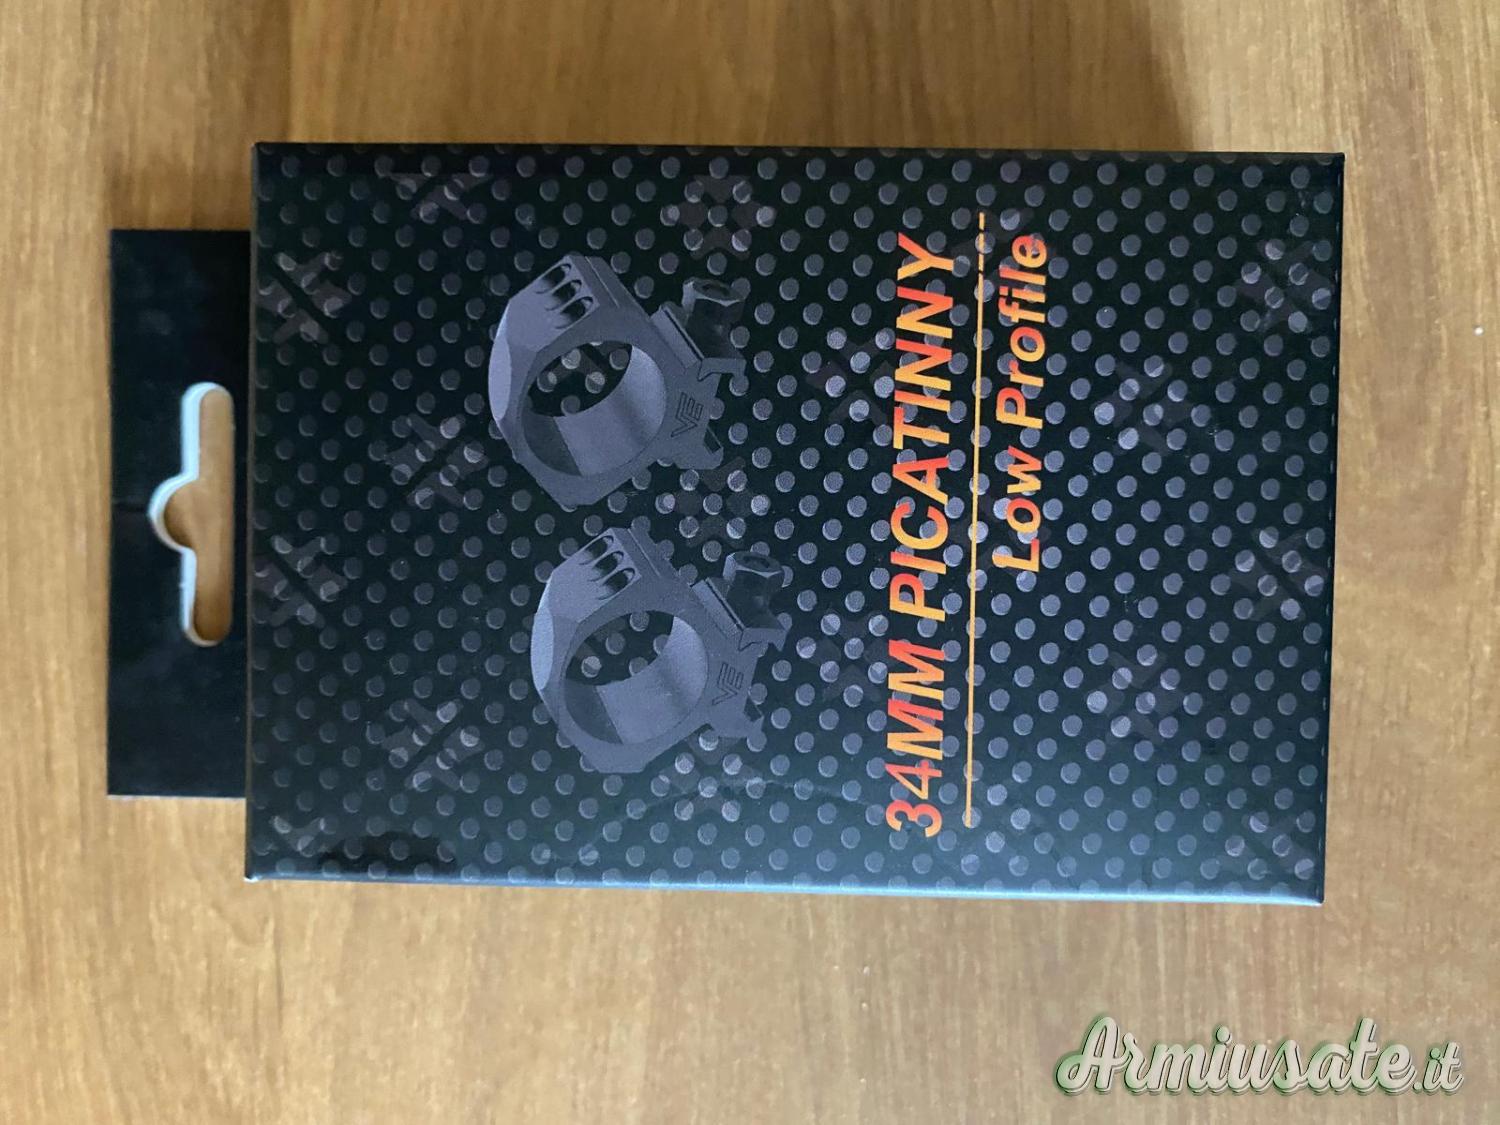 34MM PICATINNY
Low Profile
VE
VE
Armiusate.it